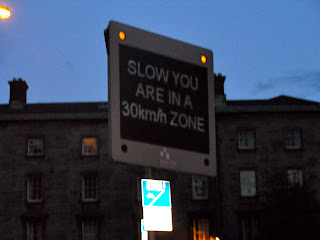 SLOW YOU
ARE IN A
30km/h ZONE